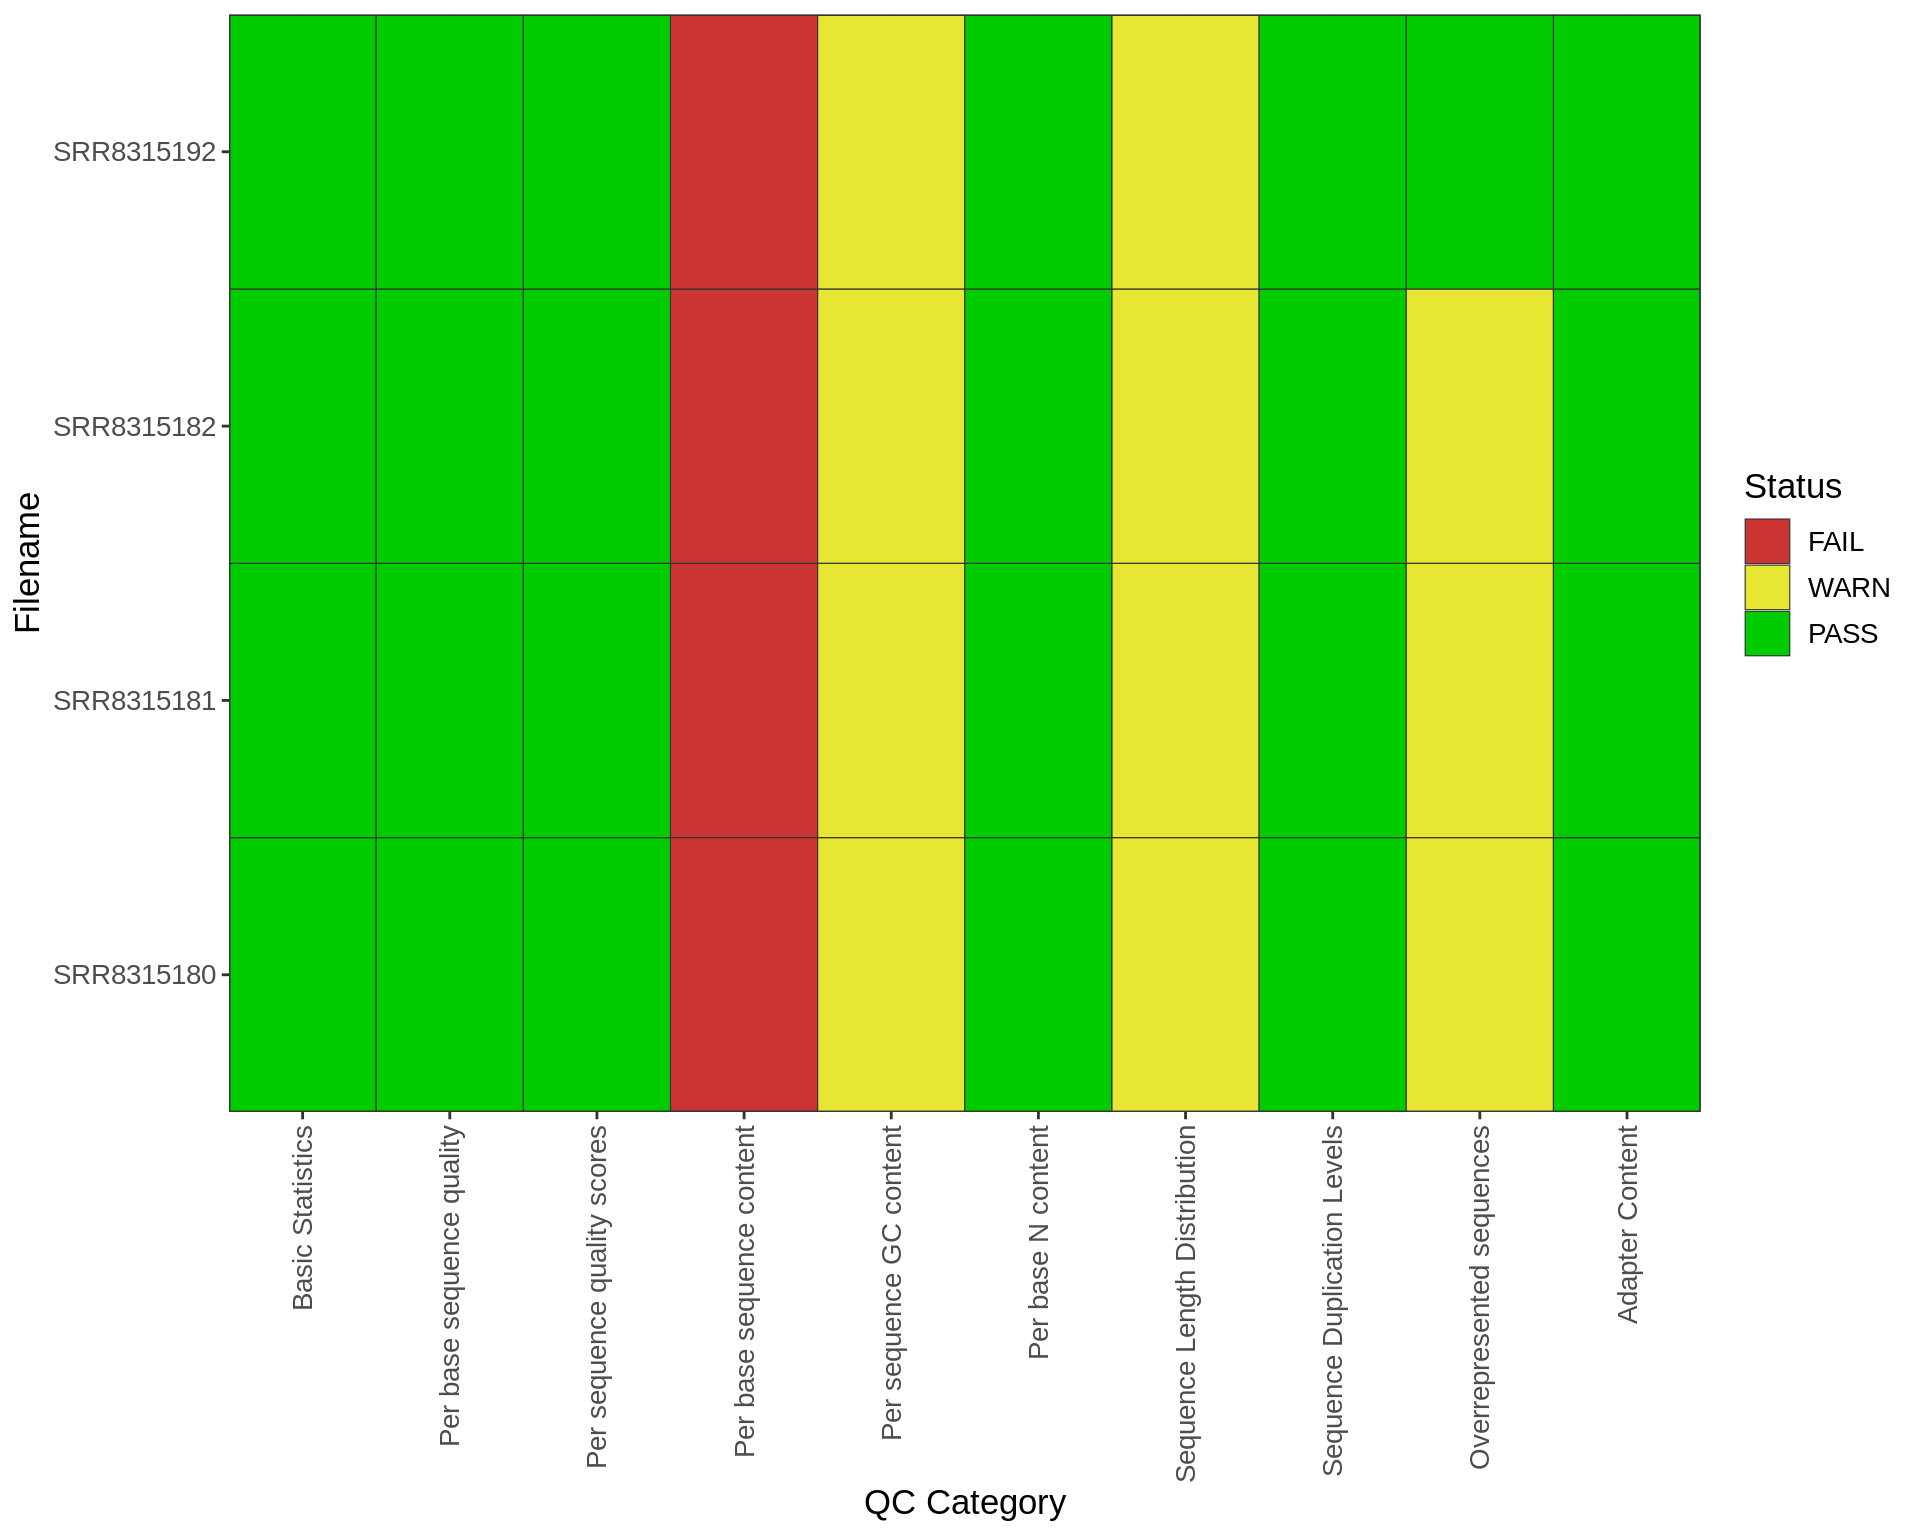 Filename
SRR8315192
SRR8315182
SRR8315181
SRR8315180
Basic Statistics
Per base sequence quality
Per sequence quality scores
Per base sequence content
Per sequence GC content
Per base N content
Sequence Length Distribution
Sequence Duplication Levels
Overrepresented sequences
Adapter Content
QC Category
Status
FAIL
WARN
PASS